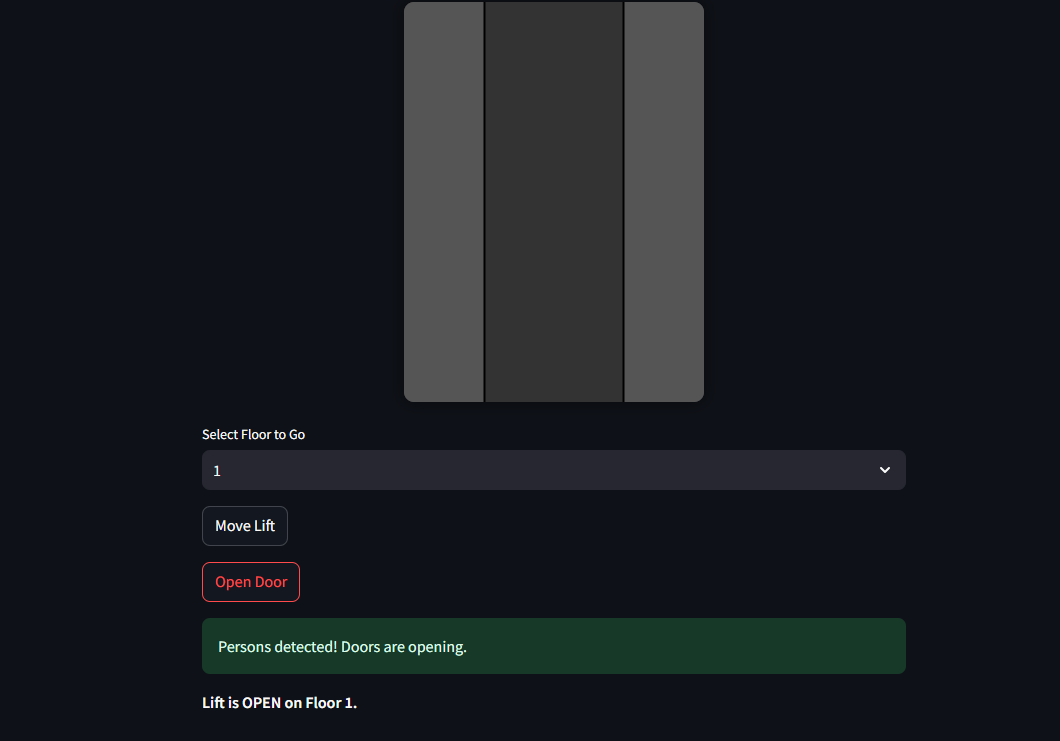 Select Floor to Go
1
Move Lift
Open Door
Persons detected! Doors are opening.
Lift is OPEN on Floor 1.